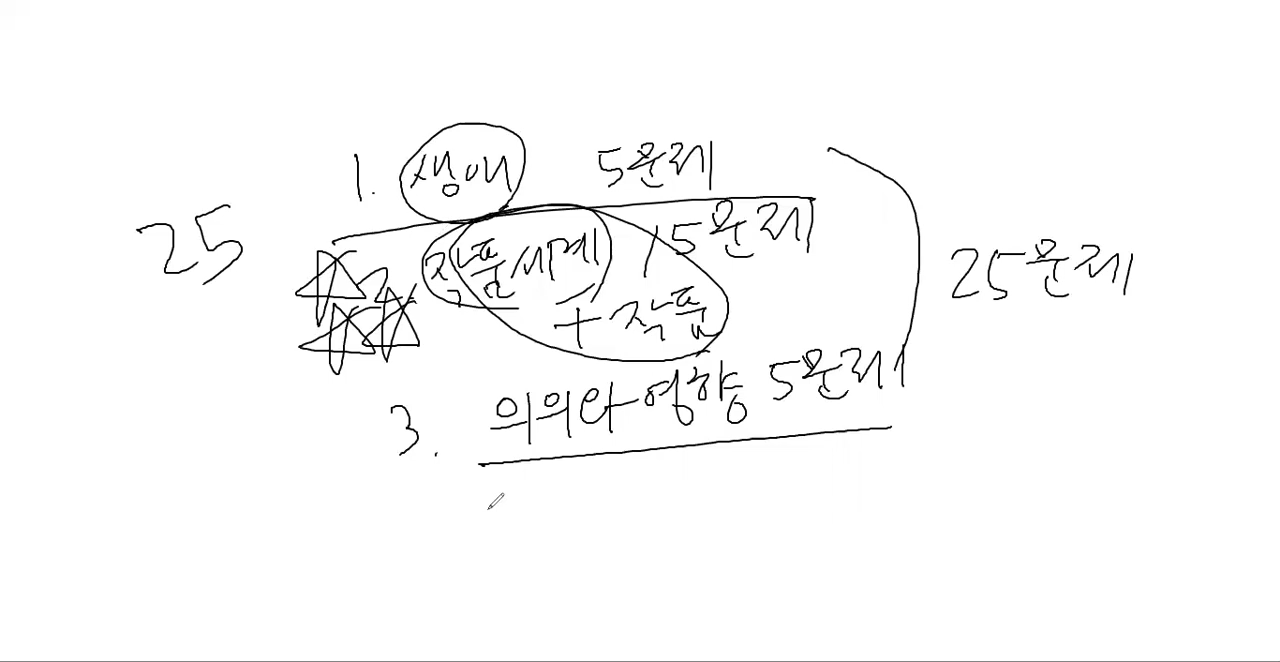 1. 생애 5문제
25
2. 작품세계 15문제
+ 작품
25문제
3. 의의와 영향 5문제